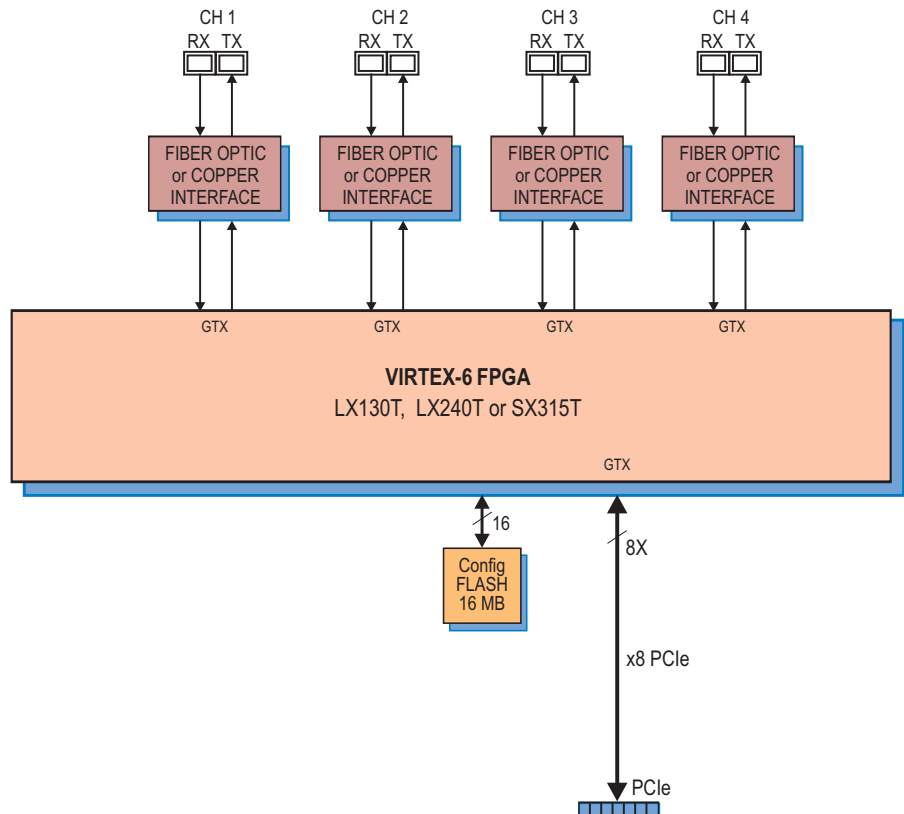 CH 1 CH 2 CH 3 CH 4
RX TX RX TX RX TX RX TX
FIBER OPTIC
or COPPER
INTERFACE
FIBER OPTIC
or COPPER
INTERFACE
FIBER OPTIC
or COPPER
INTERFACE
FIBER OPTIC
or COPPER
INTERFACE
GTX GTX GTX GTX
VIRTEX-6 FPGA
LX130T, LX240T or SX315T
GTX
16
8X
Config
FLASH
16 MB
x8 PCIe
PCIe